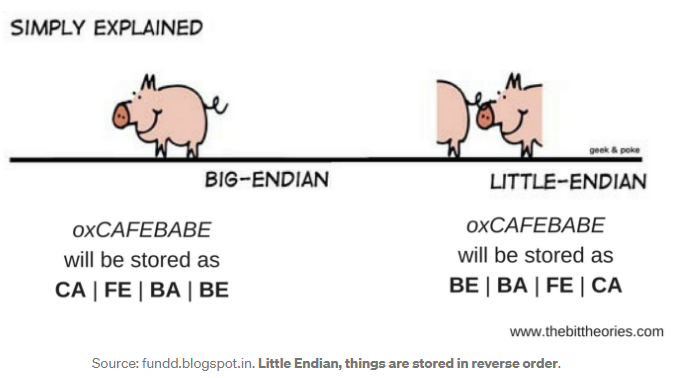 SIMPLY EXPLAINED
geek & poke
BIG-ENDIAN
oxCAFEBABE
will be stored as
CA | FE | BA | BE
LITTLE-ENDIAN
oxCAFEBABE
will be stored as
BE | BA | FE | CA
www.thebittheories.com
Source: fundd.blogspot.in. Little Endian, things are stored in reverse order.